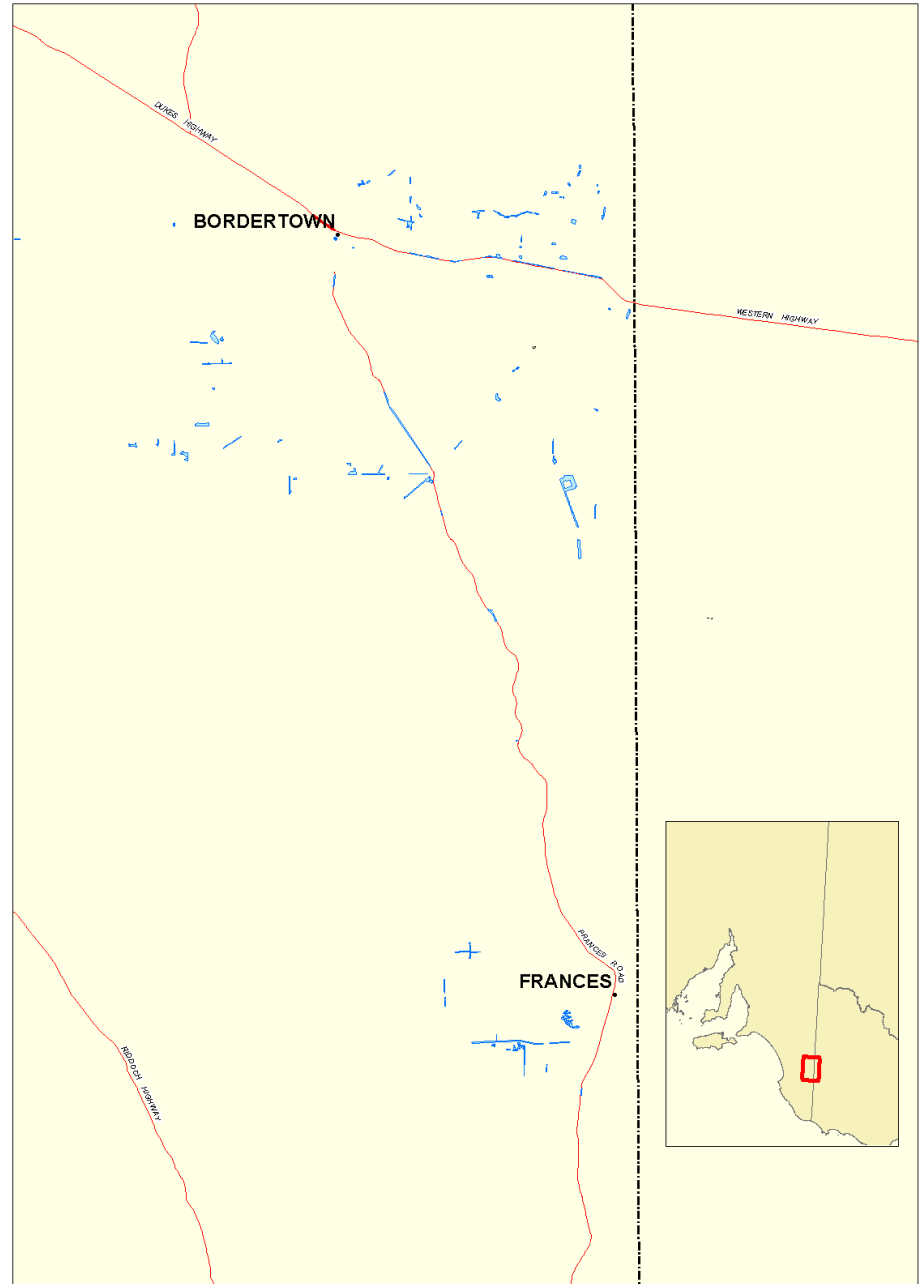 DUKES HIGHWAY
BORDERTOWN
WESTERN HIGHWAY
FRANCES ROAD
FRANCES
RIDDOCH HIGHWAY